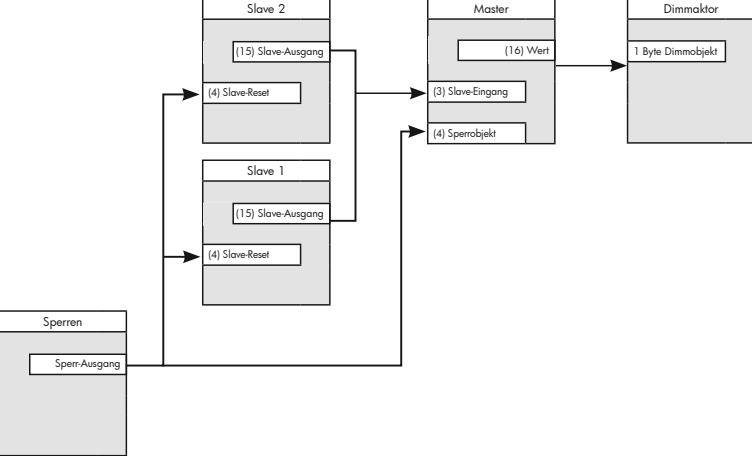 Slave 2
(15) Slave-Ausgang
(4) Slave-Reset
Master
(16) Wert
(3) Slave-Eingang
(4) Sperrobjekt
Dimmaktor
1 Byte Dimmobjekt
Slave 1
(15) Slave-Ausgang
(4) Slave-Reset
Sperren
Sperr-Ausgang